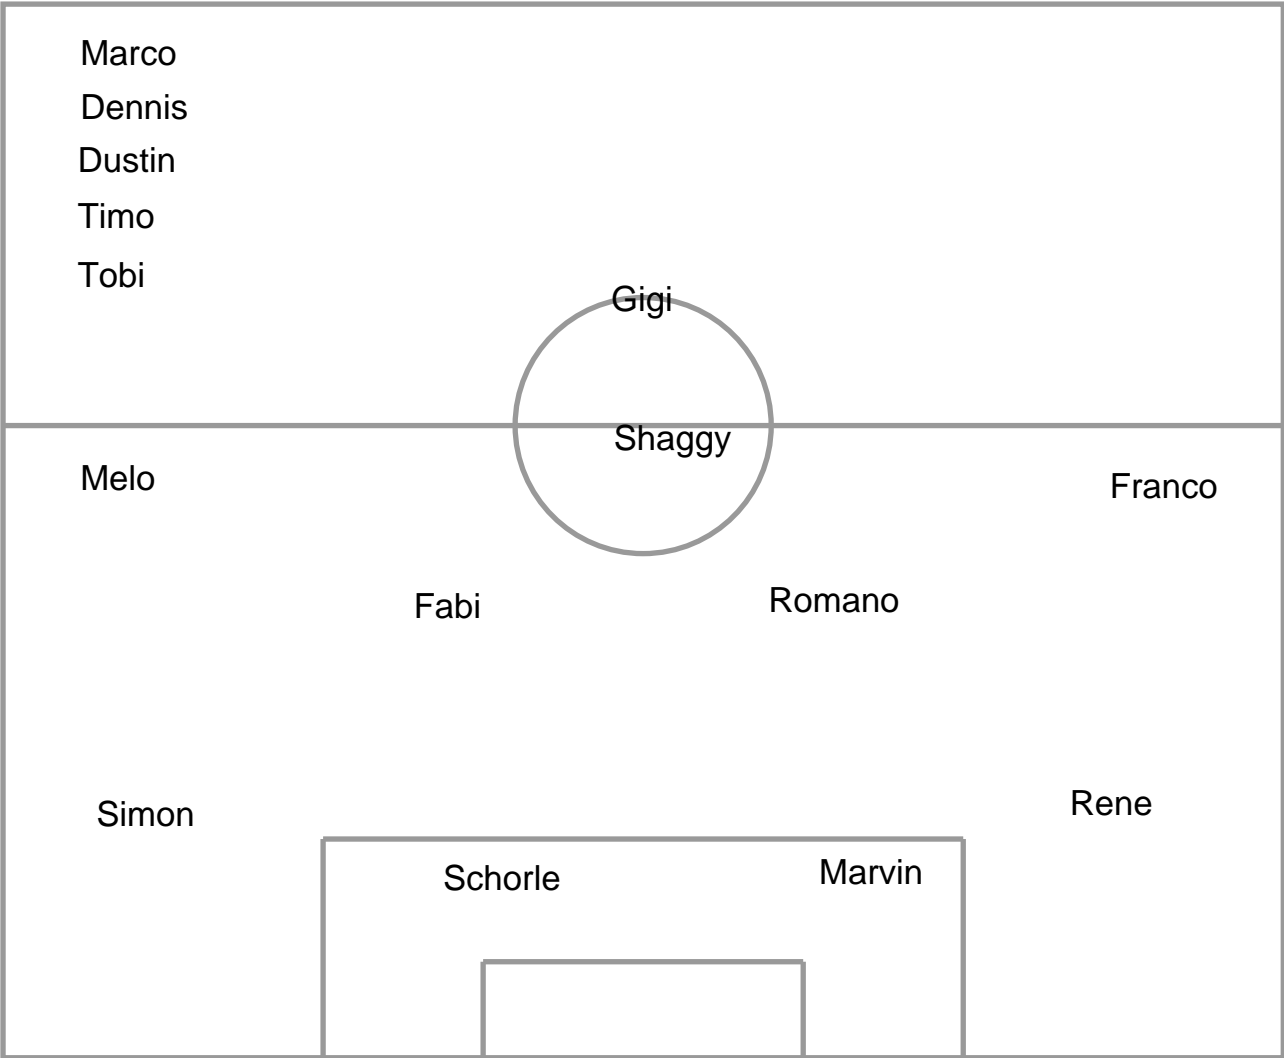 Marco
Dennis
Dustin
Timo
Tobi
Gigi
Shaggy
Melo
Franco
Fabi
Romano
Simon
Rene
Schorle
Marvin